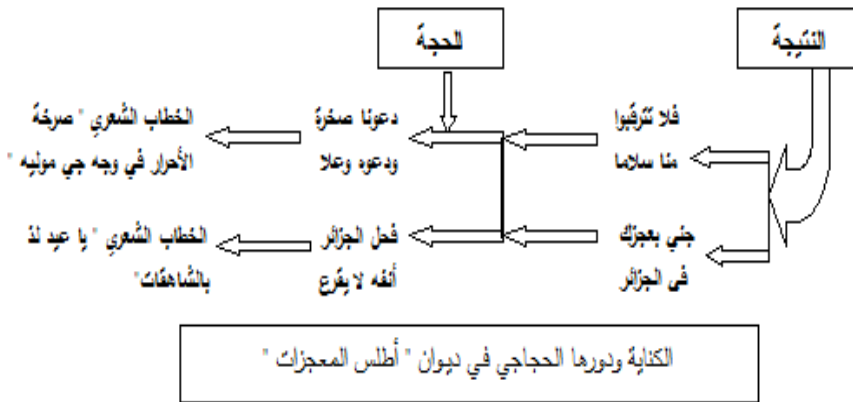 النتيجة
الحجة
فلا تترقبوا
منا سلاما
دعونا صخرة
ودعوه وعلا
الخطاب الشعري " صرخة
الأحرار في وجه جي موليه "
جني بعجزك
في الجزائر
فحل الجزائر
أنفه لا يقرع
الخطاب الشعري " يا عيد لذ
بالشاهقات"
الكناية ودورها الحجاجي في ديوان " أطلس المعجزات "